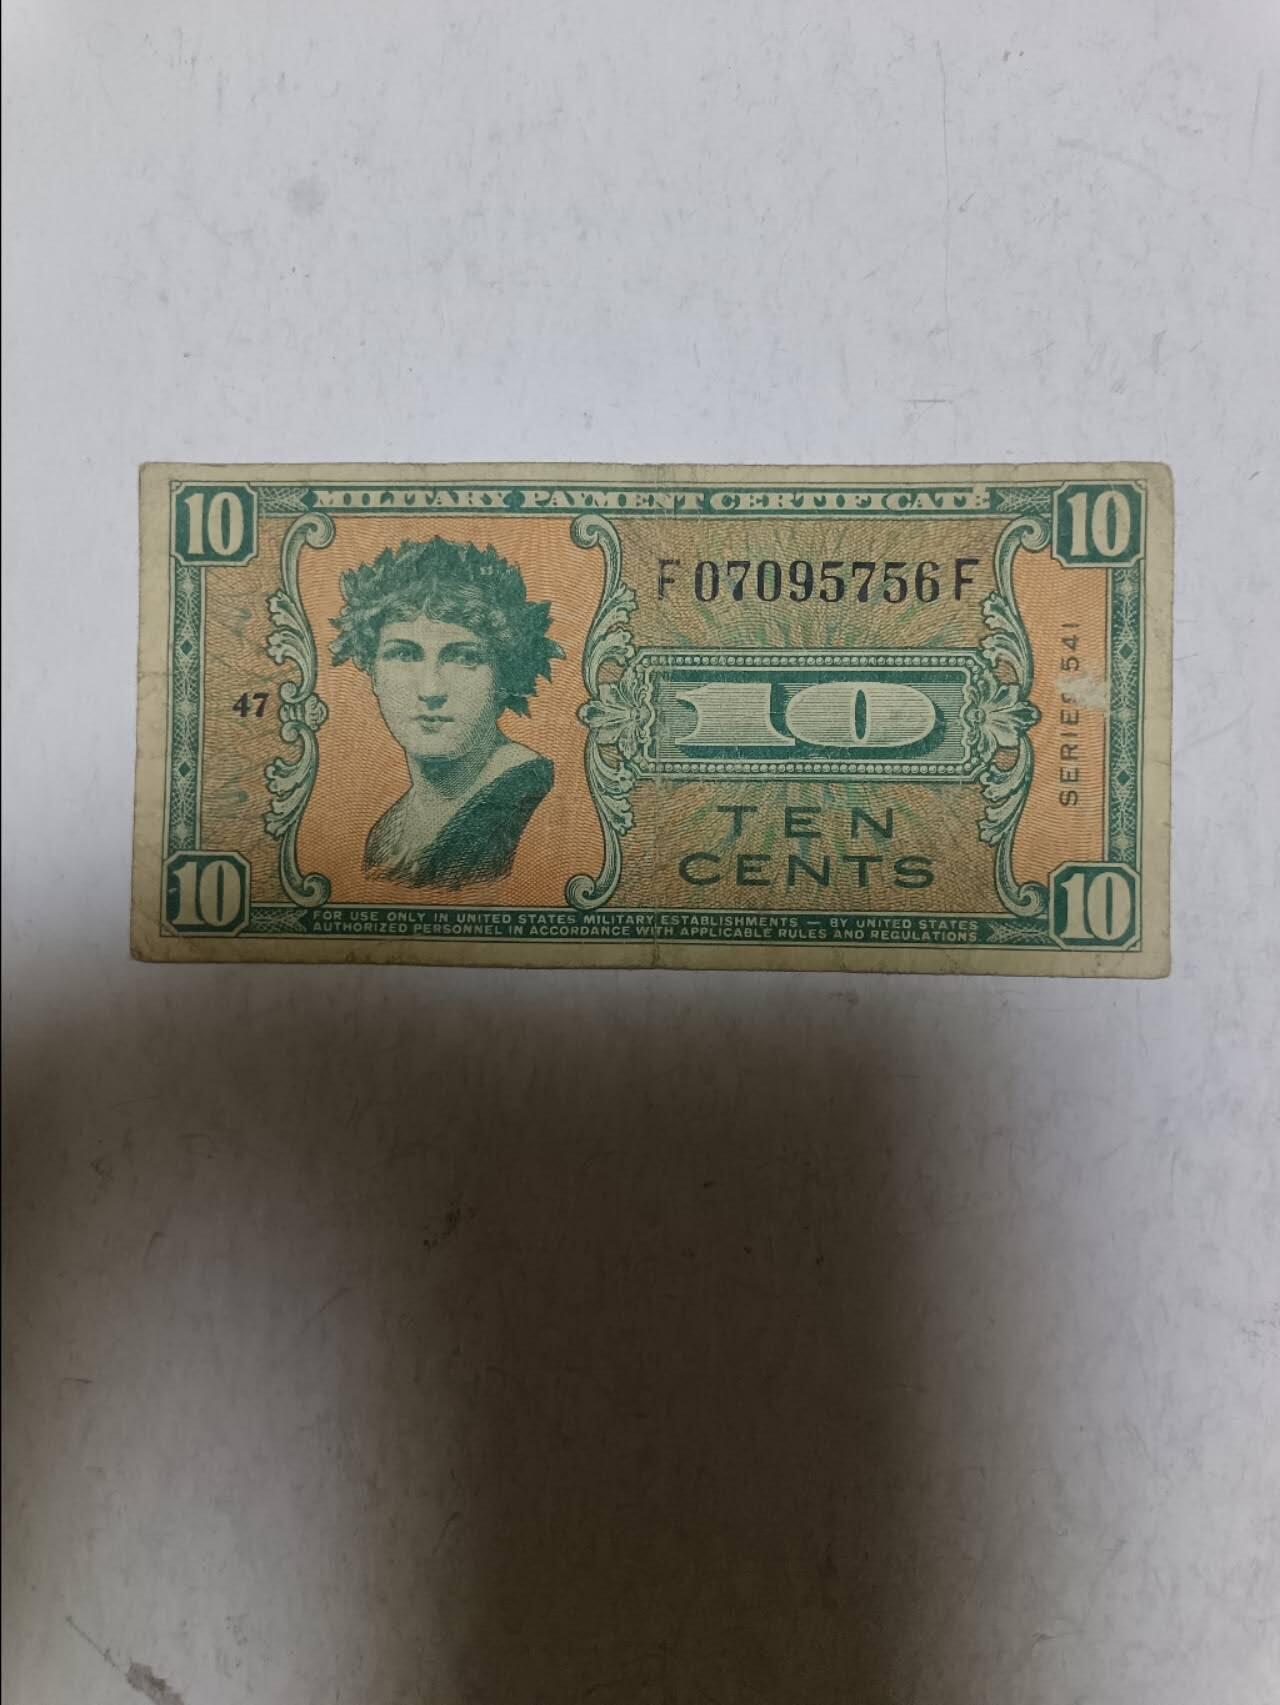 10 MILITARY PAYMENT CERTIFICATE 10
F07095756F
47
10
SERIES 541
TEN
CENTS
10 10
FOR USE ONLY IN UNITED STATES MILITARY ESTABLISHMENTS — BY UNITED STATES
AUTHORIZED PERSONNEL IN ACCORDANCE WITH APPLICABLE RULES AND REGULATIONS.